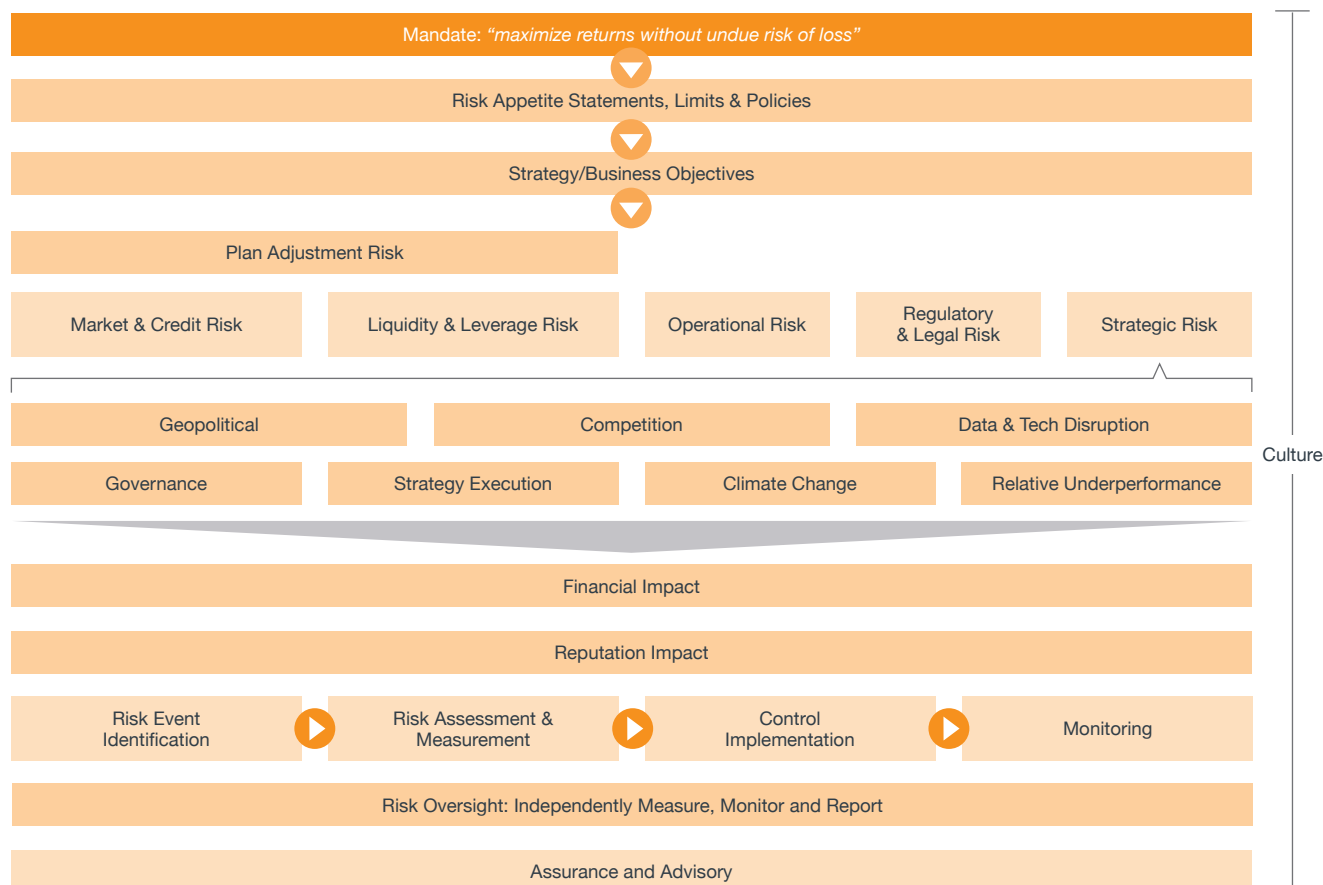 Mandate: “maximize returns without undue risk of loss”
Risk Appetite Statements, Limits & Policies
Strategy/Business Objectives
Plan Adjustment Risk
Market & Credit Risk
Liquidity & Leverage Risk
Operational Risk
Regulatory
& Legal Risk
Strategic Risk
Geopolitical
Competition
Data & Tech Disruption
Culture
Governance
Strategy Execution
Climate Change
Relative Underperformance
Financial Impact
Reputation Impact
Risk Event
Identification
Risk Assessment &
Measurement
Control
Implementation
Monitoring
Risk Oversight: Independently Measure, Monitor and Report
Assurance and Advisory